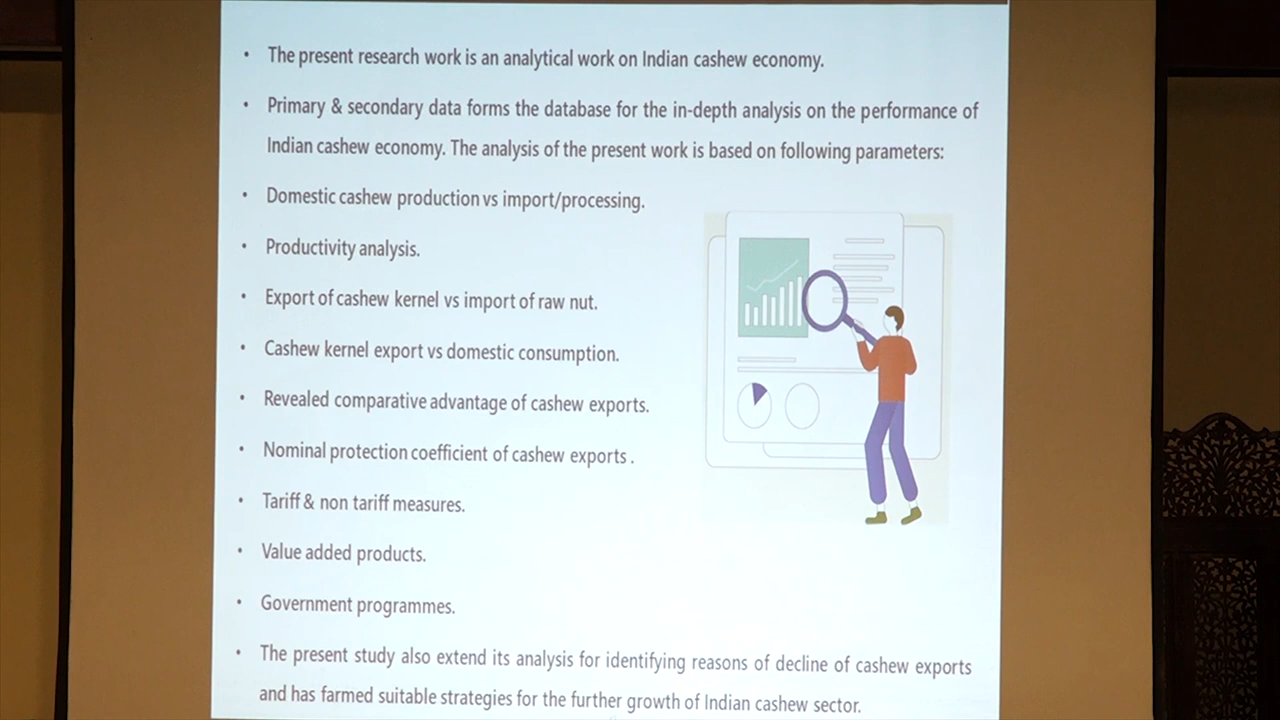 • The present research work is an analytical work on Indian cashew economy.
• Primary & secondary data forms the database for the in-depth analysis on the performance of
Indian cashew economy. The analysis of the present work is based on following parameters:
• Domestic cashew production vs import/processing.
• Productivity analysis.
• Export of cashew kernel vs import of raw nut.
• Cashew kernel export vs domestic consumption.
• Revealed comparative advantage of cashew exports.
• Nominal protection coefficient of cashew exports .
• Tariff & non tariff measures.
• Value added products.
• Government programmes.
• The present study also extend its analysis for identifying reasons of decline of cashew exports
and has farmed suitable strategies for the further growth of Indian cashew sector.